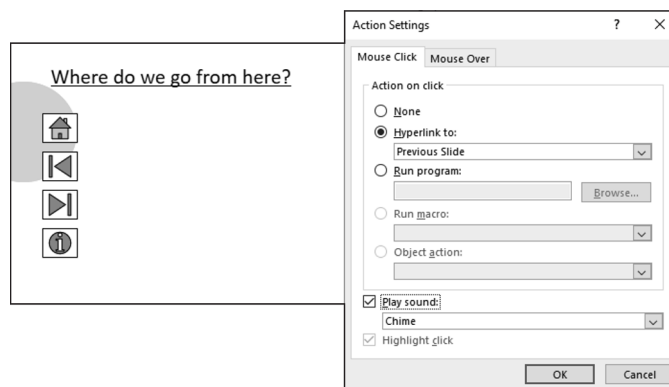 Where do we go from here?
Action Settings ? X
Mouse Click Mouse Over
Action on click
None
Hyperlink to:
Previous Slide
Run program:
Browse...
Run macro:
Object action:
Play sound:
Chime
Highlight click
OK Cancel